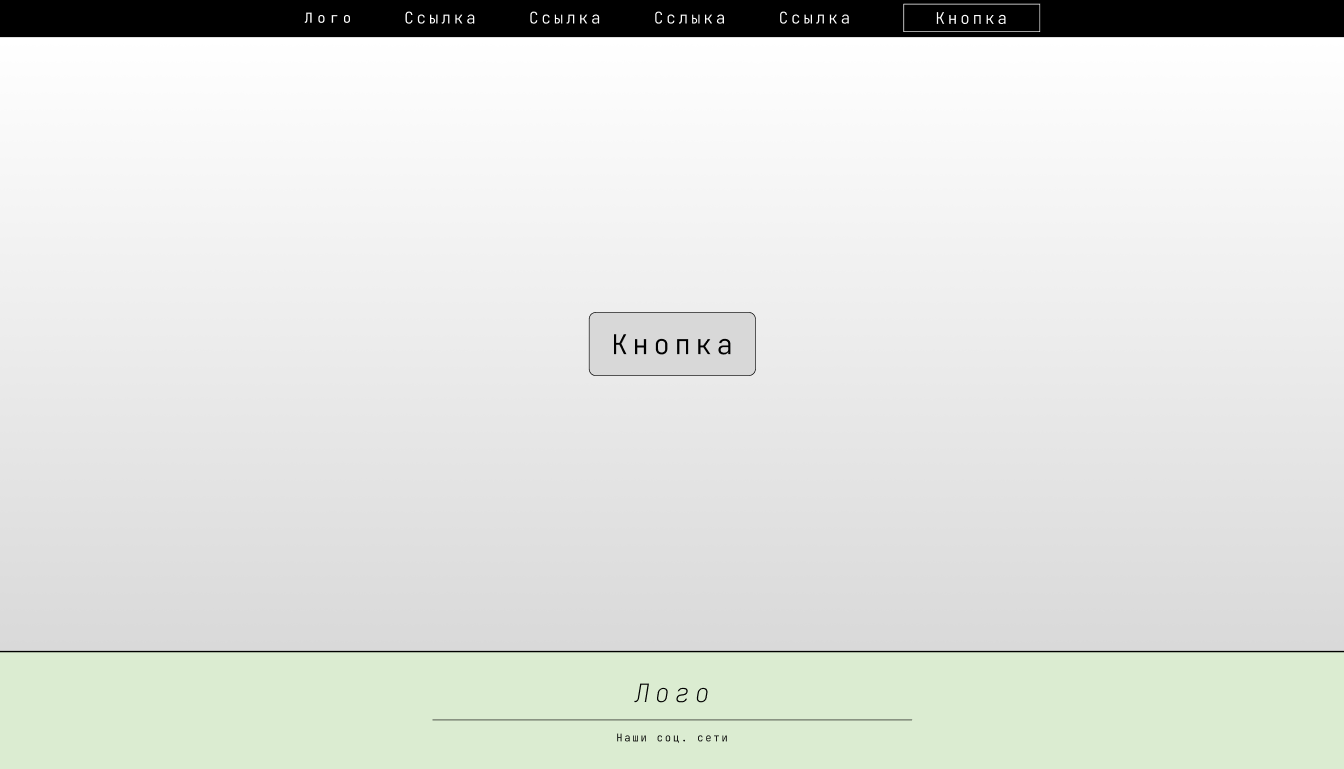 Лого Ссылка Ссылка Сслыка Ссылка Кнопка
Кнопка
Лого
Наши соц. сети